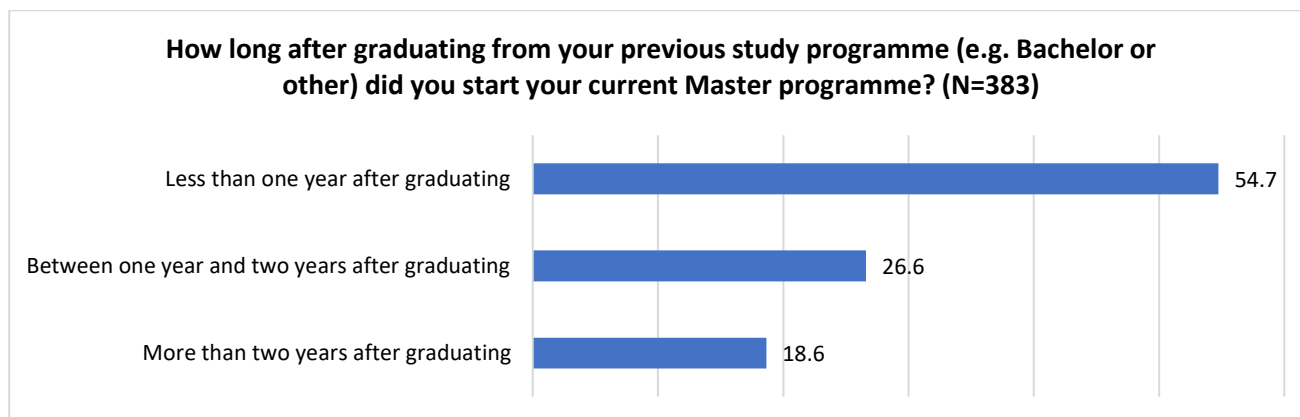 How long after graduating from your previous study programme (e.g. Bachelor or
other) did you start your current Master programme? (N=383)
Less than one year after graduating 54.7
Between one year and two years after graduating 26.6
More than two years after graduating 18.6